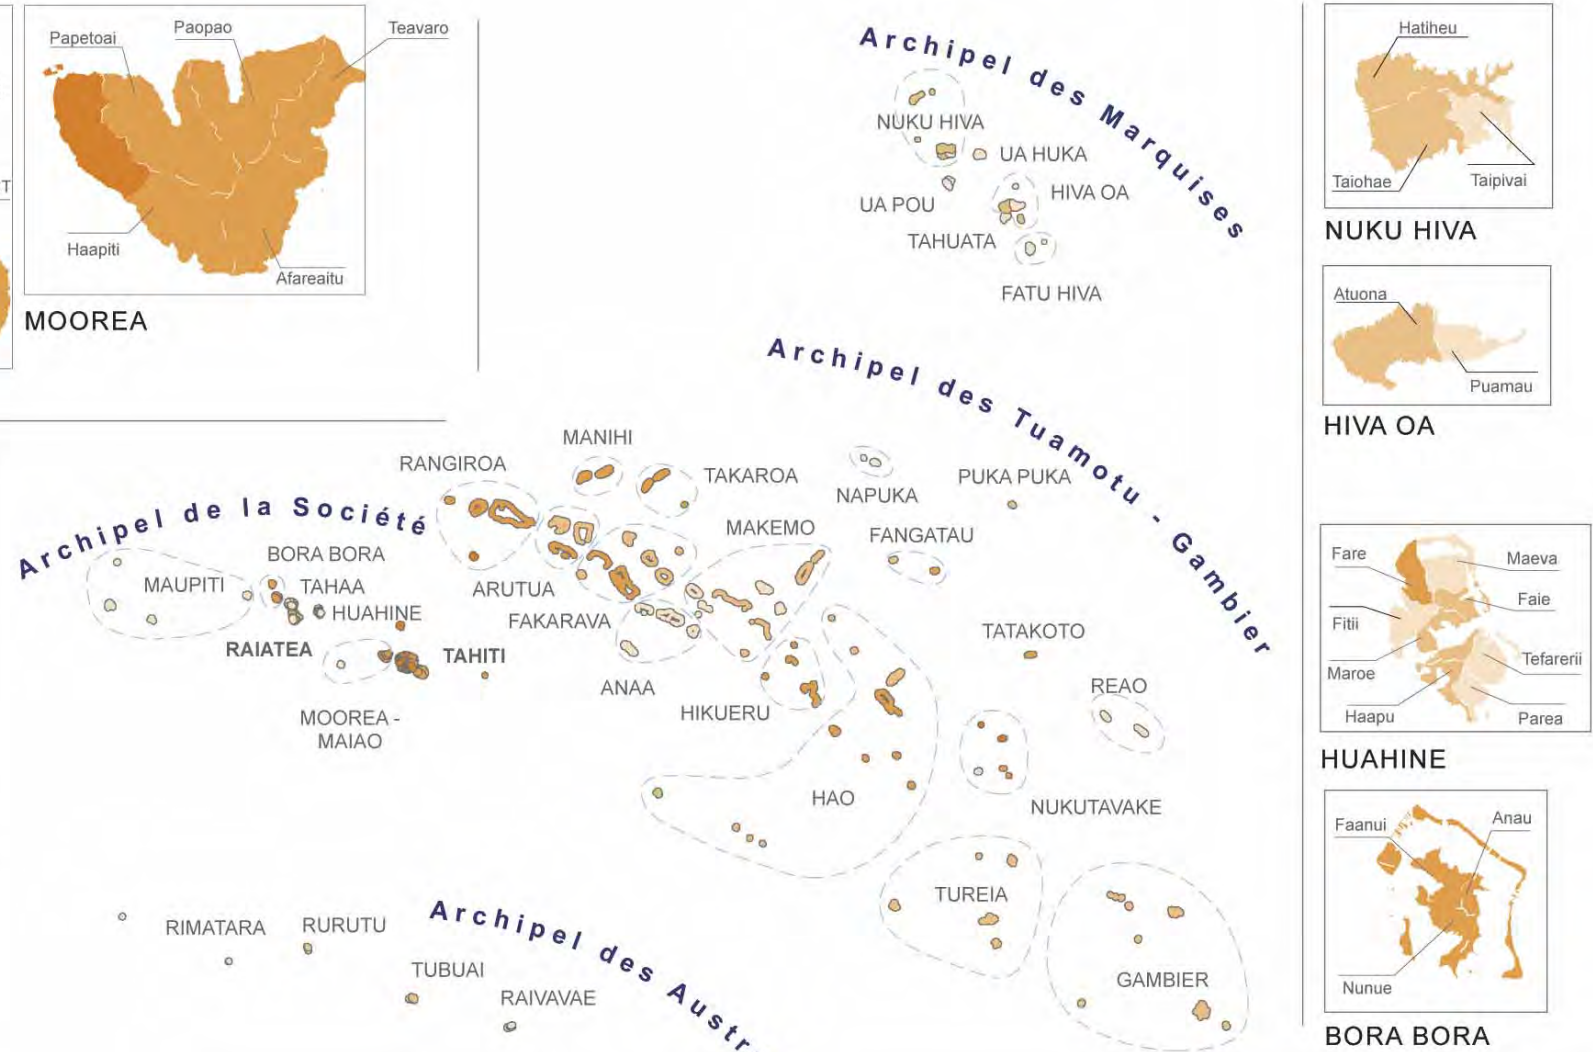 Papetoai
Paopao
Teavaro
Haapiti
Afareaitu
MOOREA
T
Archipel des Marquises
NUKU HIVA
UA HUKA
HIVA OA
UA POU
TAHUATA
FATU HIVA
Archipel des Tuamotu - Gambier
MANIHI
RANGIROA
TAKAROA
NAPUKA
PUKA PUKA
MAKEMO
FANGATAU
ARUTUA
FAKARAVA
TATAKOTO
ANAA
REAO
HIKUERU
HAO
NUKUTAVAKE
TUREIA
GAMBIER
Archipel de la Société
BORA BORA
MAUPITI
TAHAA
HUAHINE
RAIATEA
TAHITI
MOOREA -
MAIAO
Archipel des Austr
RIMATARA
RURUTU
TUBUAI
RAIVAVAE
Hatiheu
Taiohae
Taipivai
NUKU HIVA
Atuona
Puamau
HIVA OA
Fare
Maeva
Faie
Fitii
Maroe
Tefarerii
Haapu
Parea
HUAHINE
Faanui
Anau
Nunue
BORA BORA